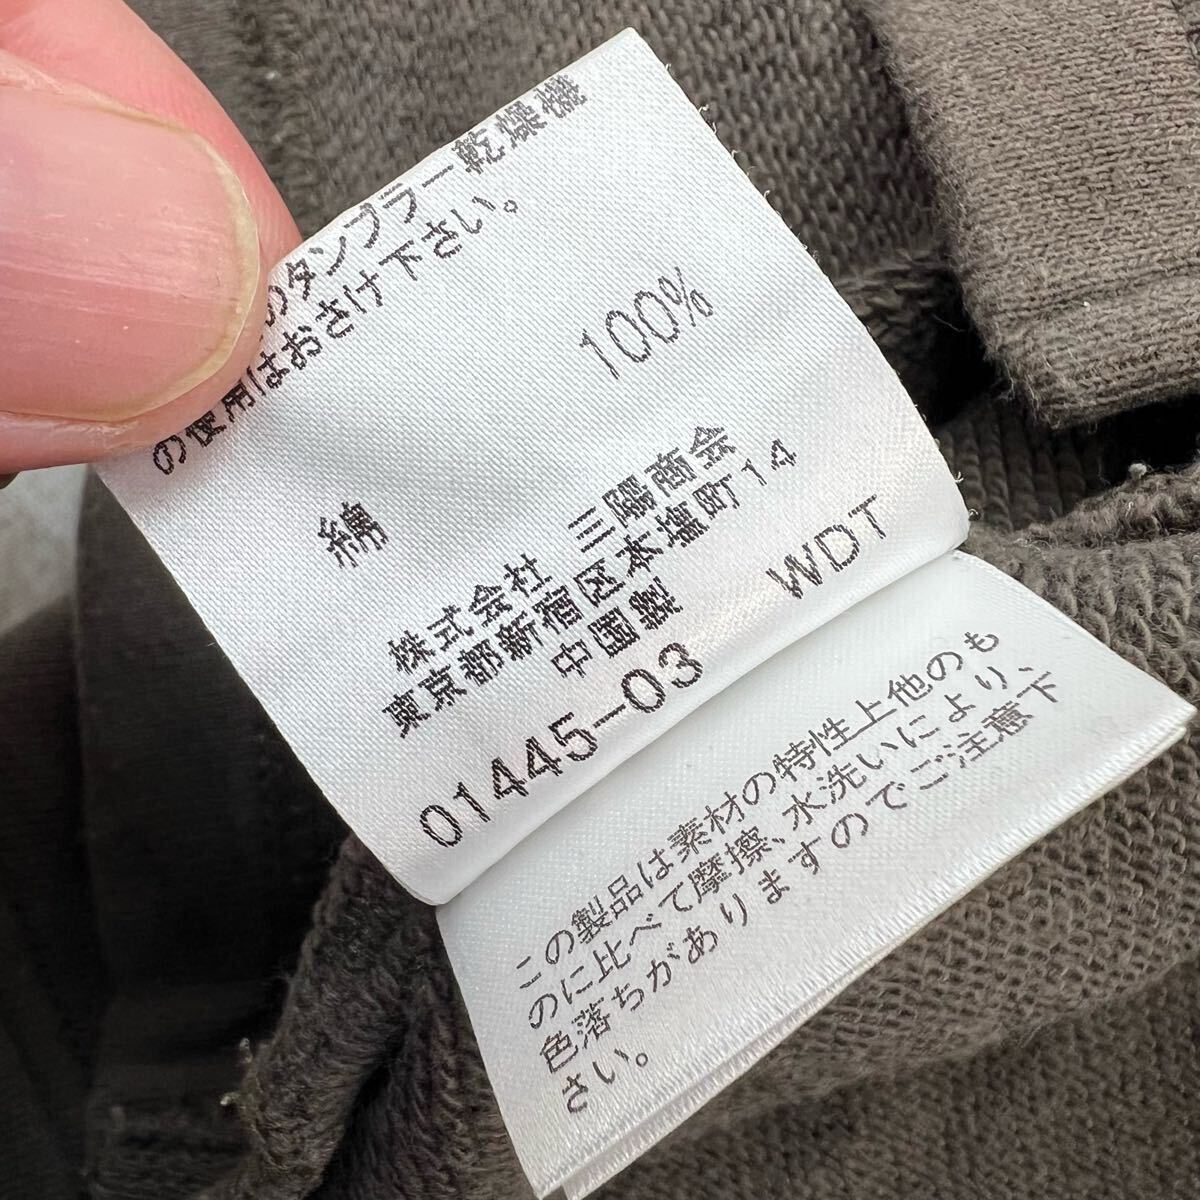 のタンブラー乾燥機
の使用はおさけ下さい。
綿 100%
株式会社 三陽商会
東京都新宿区本塩町14
中国製 WDT
01445-03
この製品は素材の特性上他のも
のに比べて摩擦、水洗いにより、
色落ちがありますのでご注意下
さい。